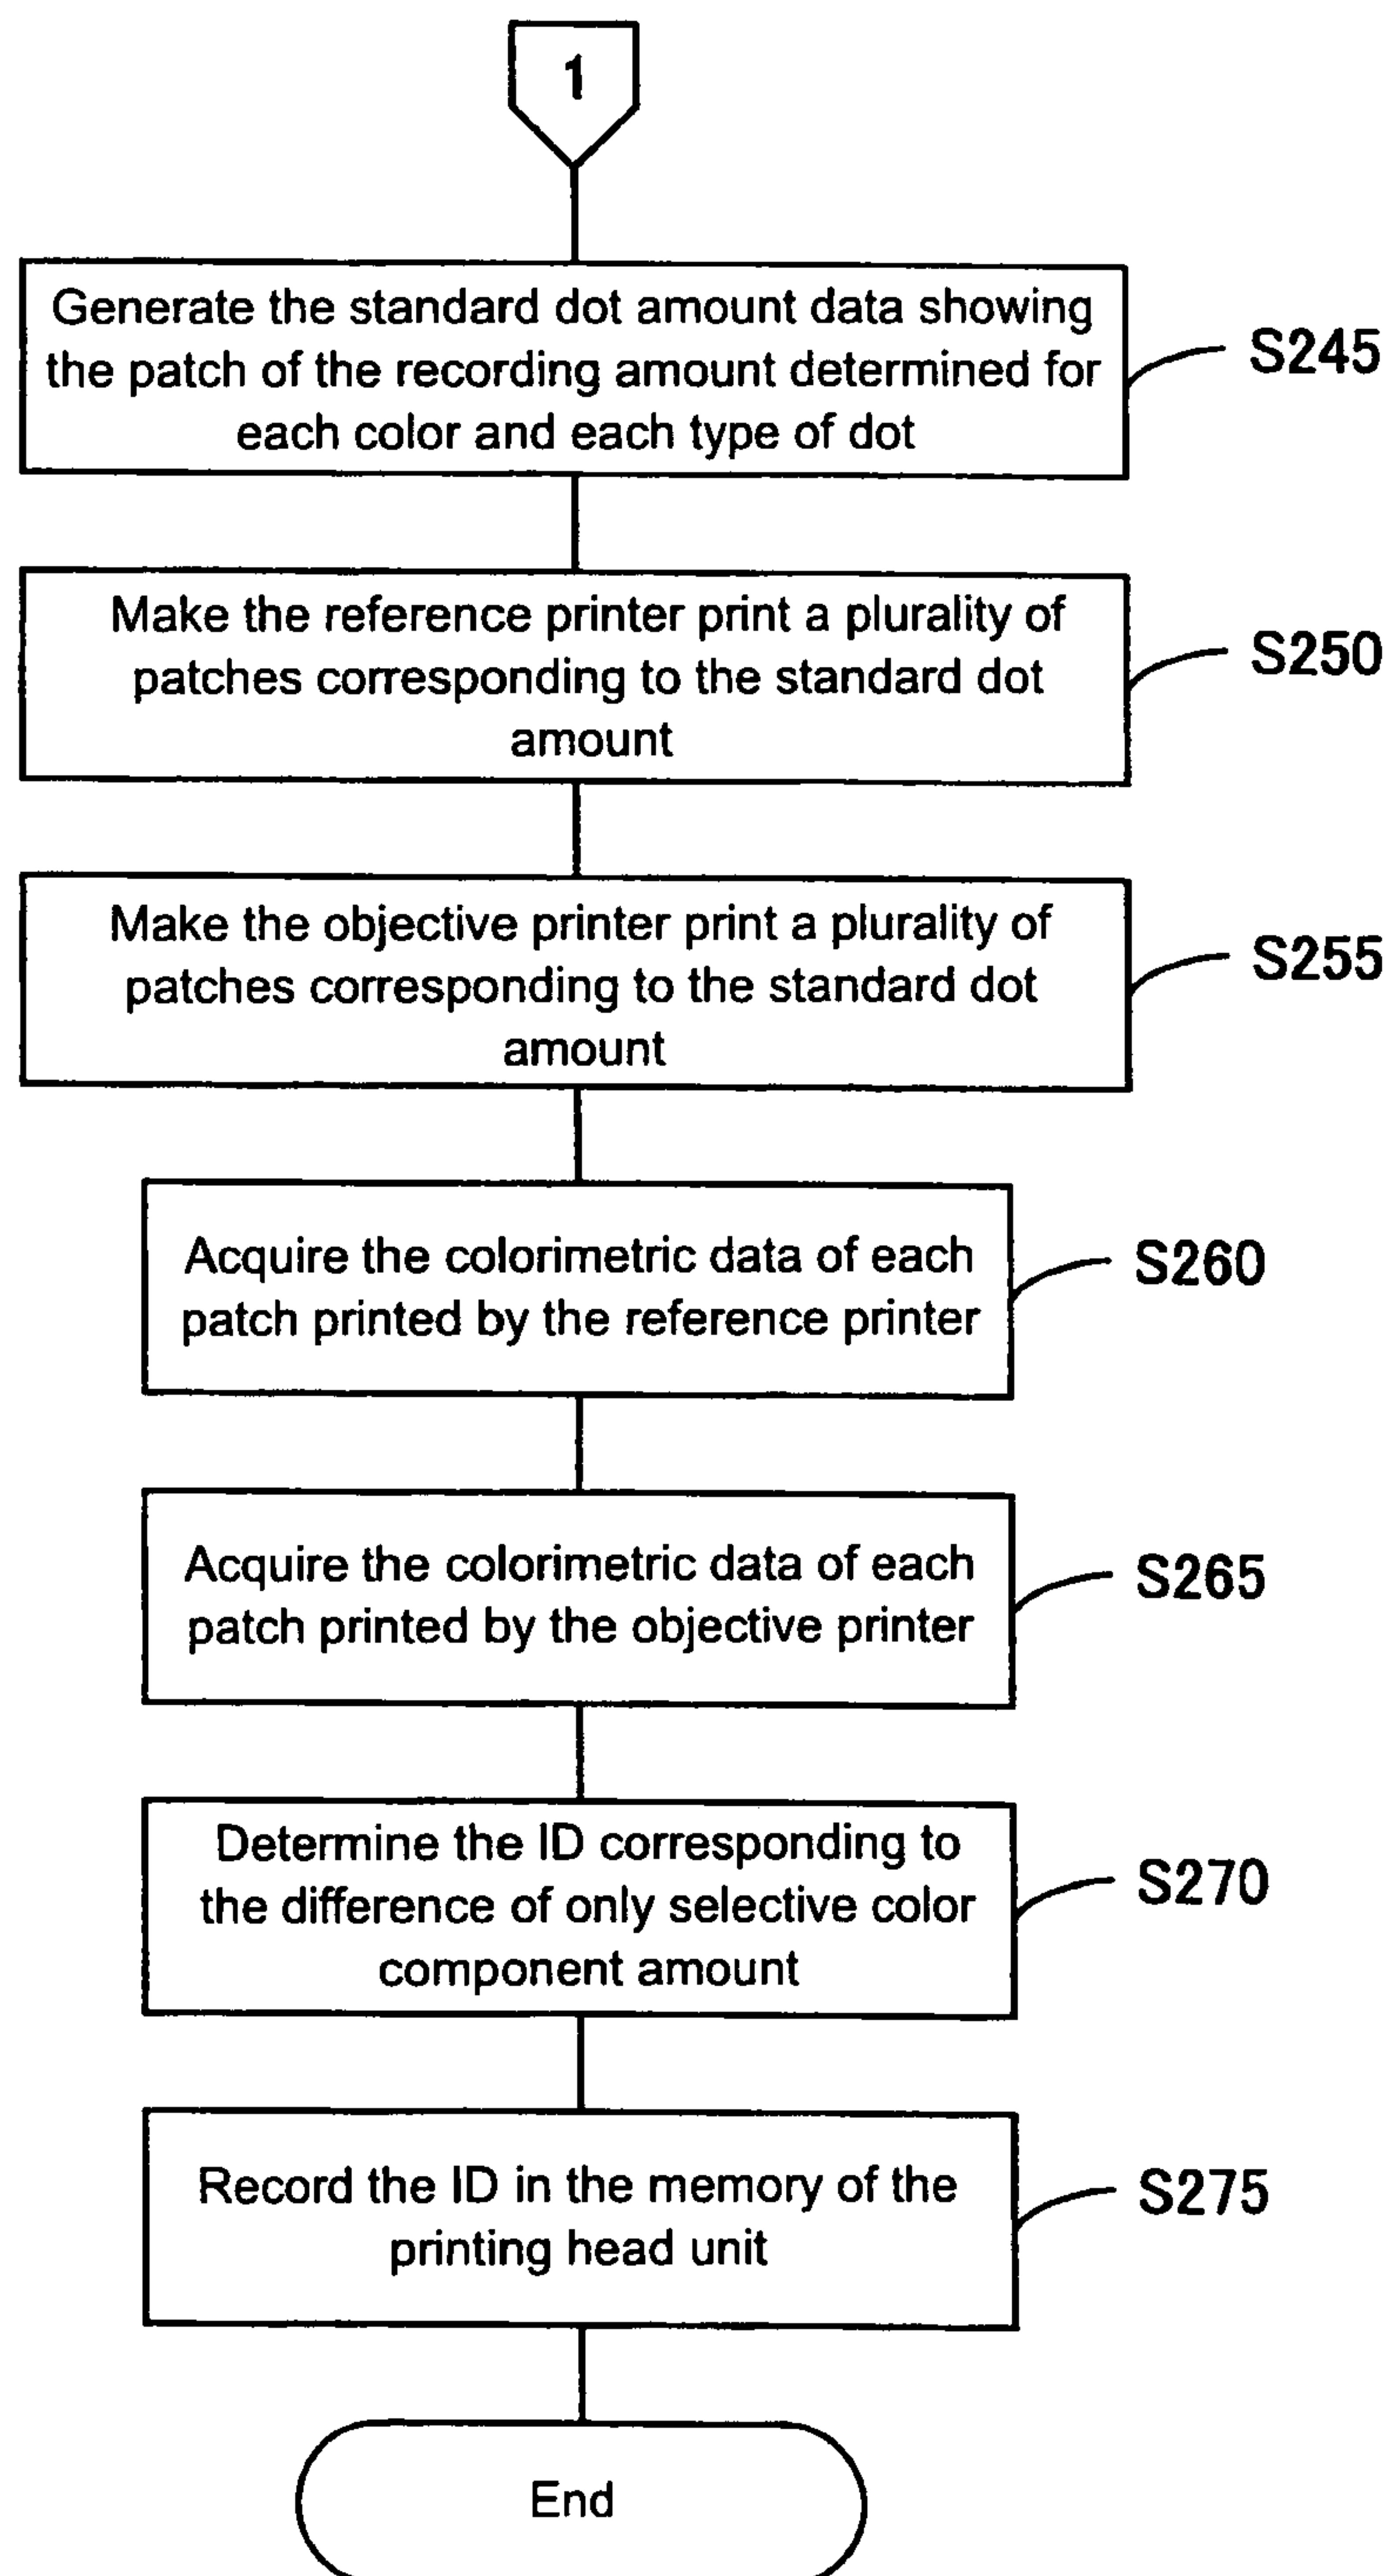 1
Generate the standard dot amount data showing
the patch of the recording amount determined for
each color and each type of dot
S245
Make the reference printer print a plurality of
patches corresponding to the standard dot
amount
S250
Make the objective printer print a plurality of
patches corresponding to the standard dot
amount
S255
Acquire the colorimetric data of each
patch printed by the reference printer
S260
Acquire the colorimetric data of each
patch printed by the objective printer
S265
Determine the ID corresponding to
the difference of only selective color
component amount
S270
Record the ID in the memory of the
printing head unit
S275
End